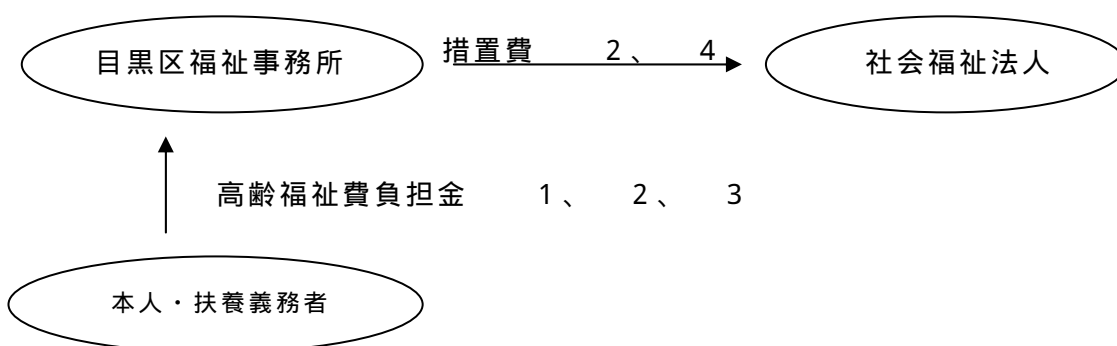 目黒区福祉事務所
措置費 2、 4
社会福祉法人
高齢福祉費負担金 1、 2、 3
本人・扶養義務者